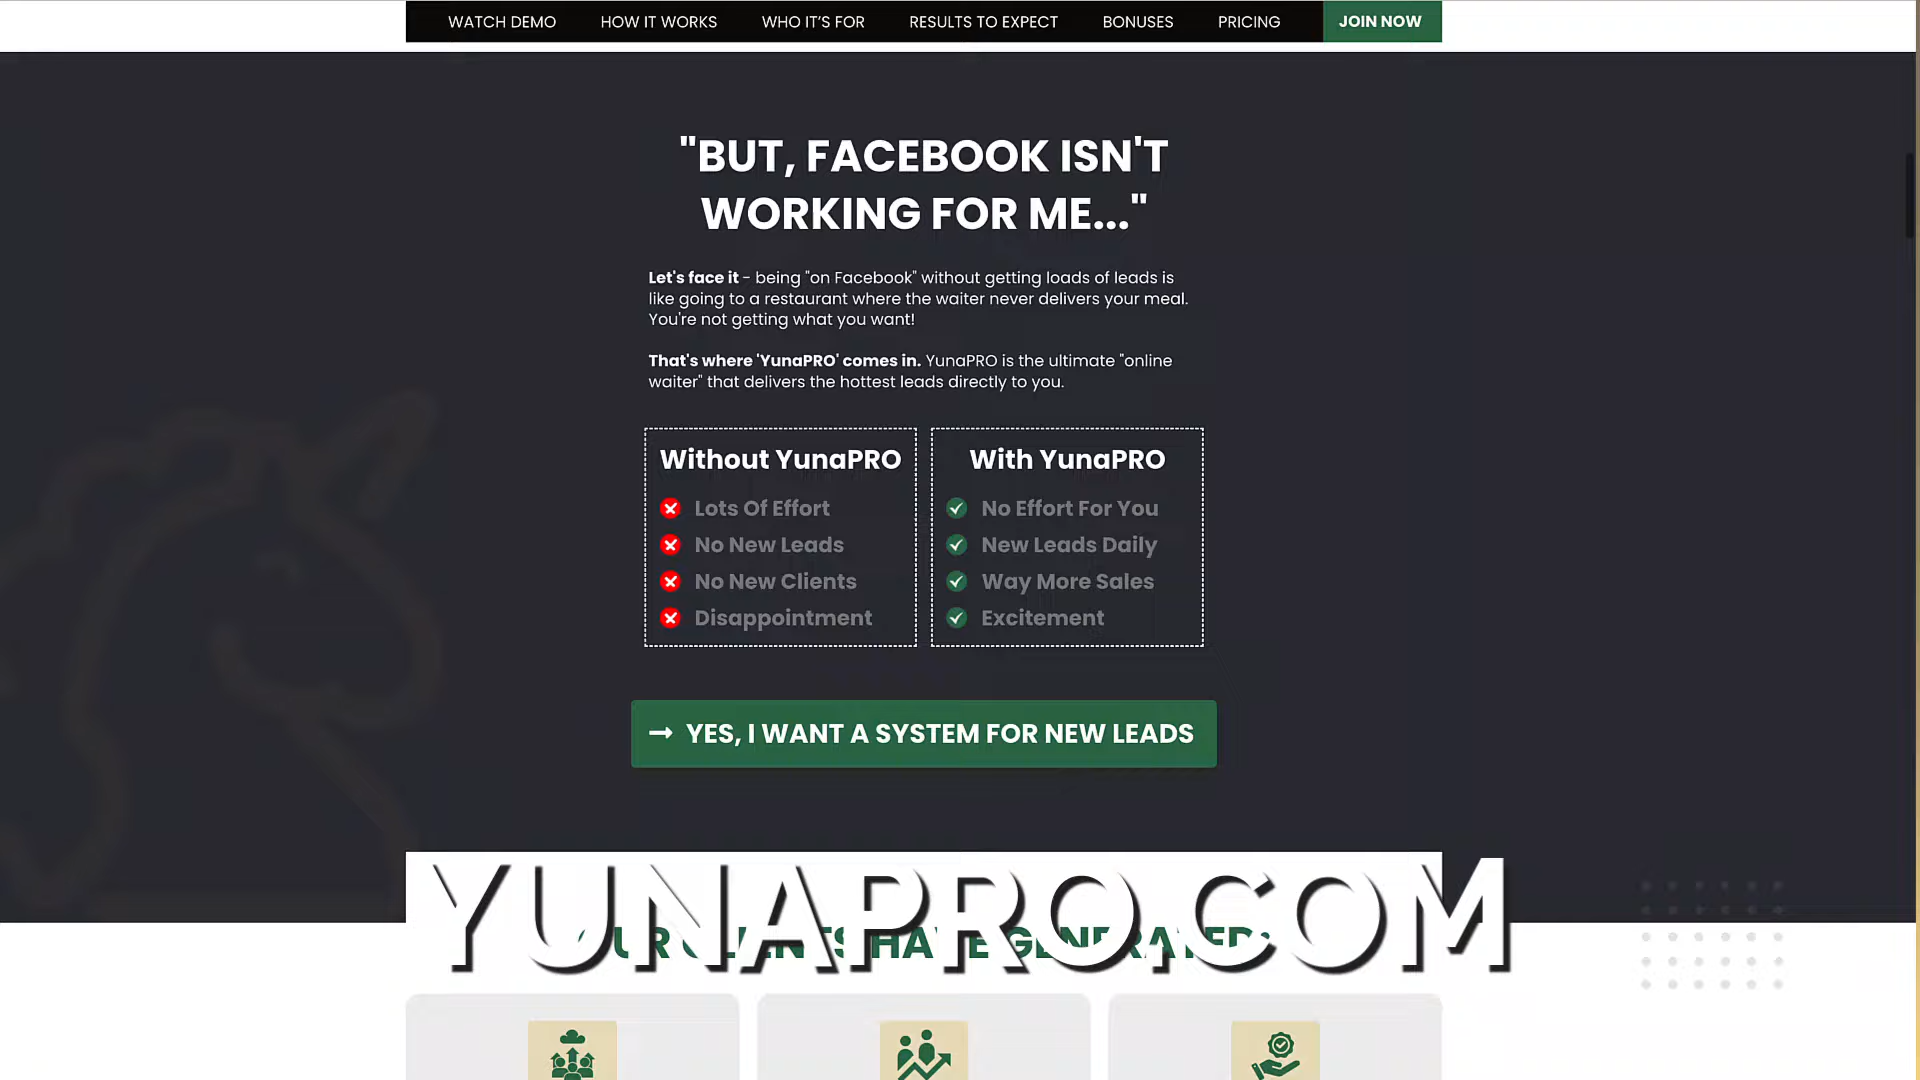 WATCH DEMO HOW IT WORKS WHO IT'S FOR RESULTS TO EXPECT BONUSES PRICING JOIN NOW
"BUT, FACEBOOK ISN'T
WORKING FOR ME..."
Let's face it - being "on Facebook" without getting loads of leads is
like going to a restaurant where the waiter never delivers your meal.
You're not getting what you want!
That's where 'YunaPRO' comes in. YunaPRO is the ultimate "online
waiter" that delivers the hottest leads directly to you.
Without YunaPRO
Lots Of Effort
No New Leads
No New Clients
Disappointment
With YunaPRO
No Effort For You
New Leads Daily
Way More Sales
Excitement
→ YES, I WANT A SYSTEM FOR NEW LEADS
YUNAPRO.COM